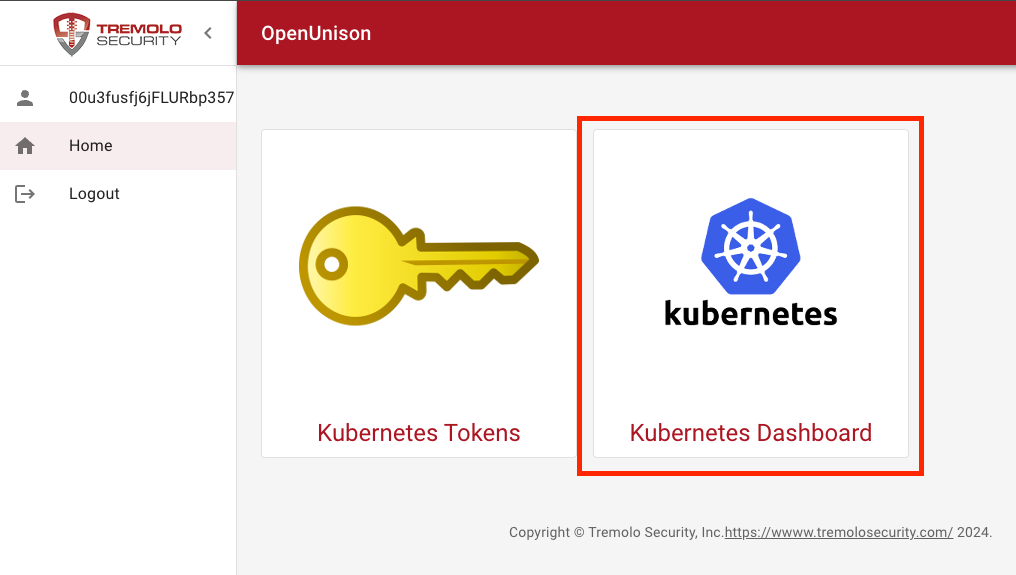 TREMOLO
SECURITY
OpenUnison
00u3fusfj6jFLURbp357
Home
Logout
kubernetes
Kubernetes Tokens
Kubernetes Dashboard
Copyright © Tremolo Security, Inc.https://wwww.tremolosecurity.com/ 2024.